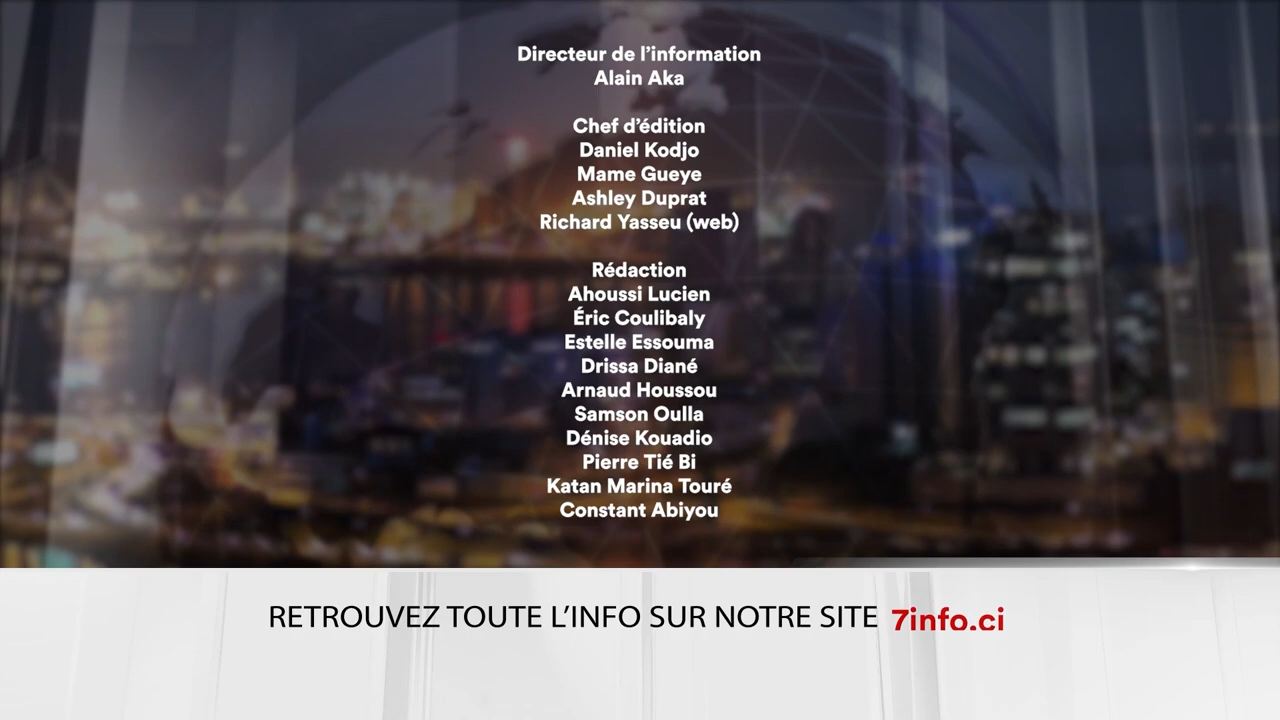 Directeur de l’information
Alain Aka
Chef d’édition
Daniel Kodjo
Mame Gueye
Ashley Duprat
Richard Yasseu (web)
Rédaction
Ahoussi Lucien
Éric Coulibaly
Estelle Essouma
Drissa Diané
Arnaud Houssou
Samson Oulla
Dénise Kouadio
Pierre Tié Bi
Katan Marina Touré
Constant Abiyou
RETROUVEZ TOUTE L’INFO SUR NOTRE SITE 7info.ci